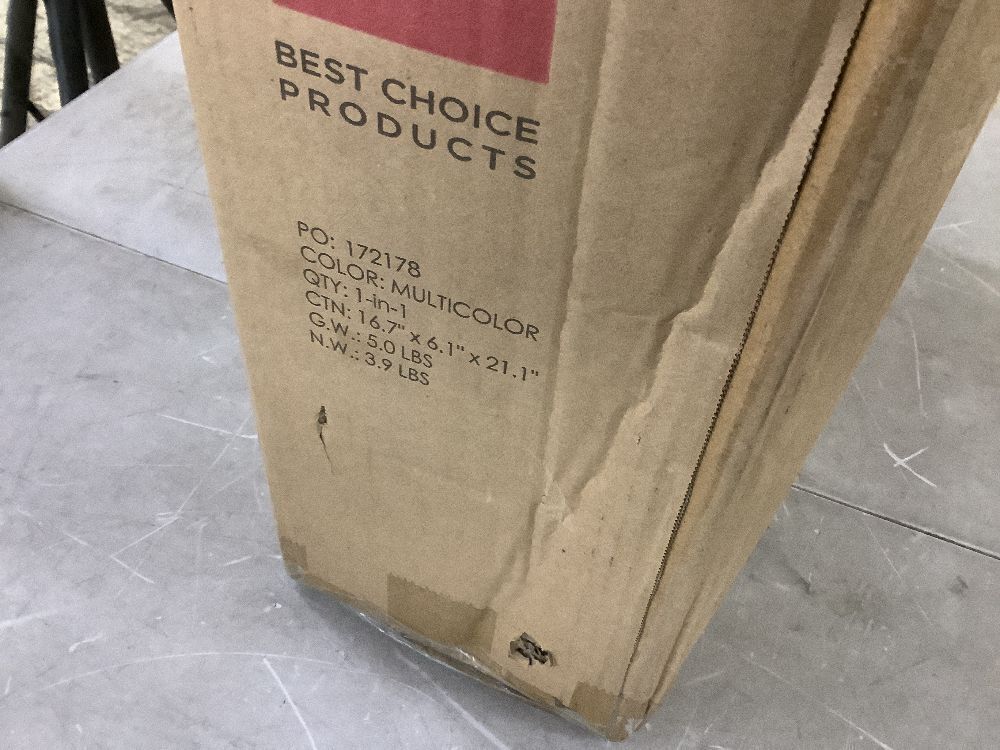 BEST CHOICE
PRODUCTS
PO: 172178
COLOR: MULTICOLOR
QTY: 1-in-1
CTN: 16.7" x 6.1" x 21.1"
G.W.: 5.0 LBS
N.W.: 3.9 LBS